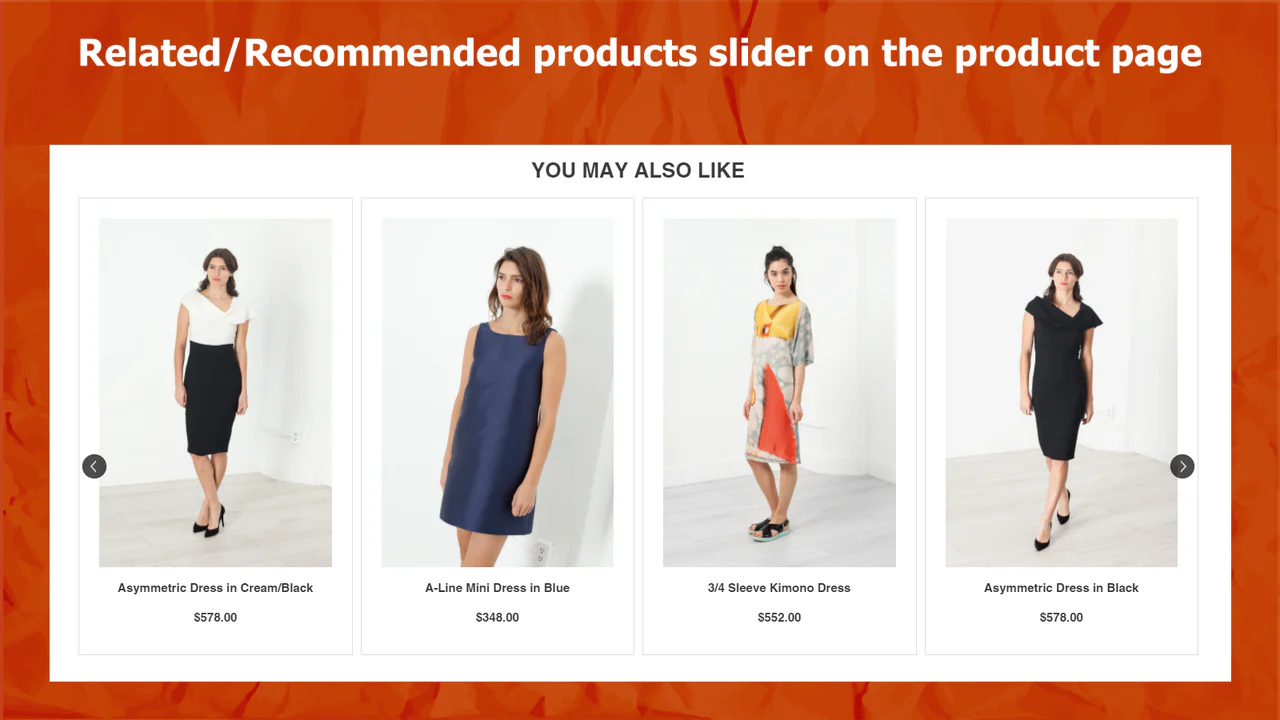 Related/Recommended products slider on the product page
YOU MAY ALSO LIKE
Asymmetric Dress in Cream/Black
$578.00
A-Line Mini Dress in Blue
$348.00
3/4 Sleeve Kimono Dress
$552.00
Asymmetric Dress in Black
$578.00